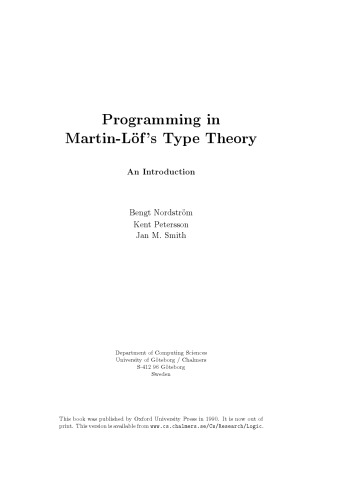 Programming in
Martin-Löf's Type Theory
An Introduction
Bengt Nordström
Kent Petersson
Jan M. Smith
Department of Computing Sciences
University of Göteborg / Chalmers
S-412 96 Göteborg
Sweden
This book was published by Oxford University Press in 1990. It is now out of
print. This version is available from www.cs.chalmers.se/Cs/Research/Logic.